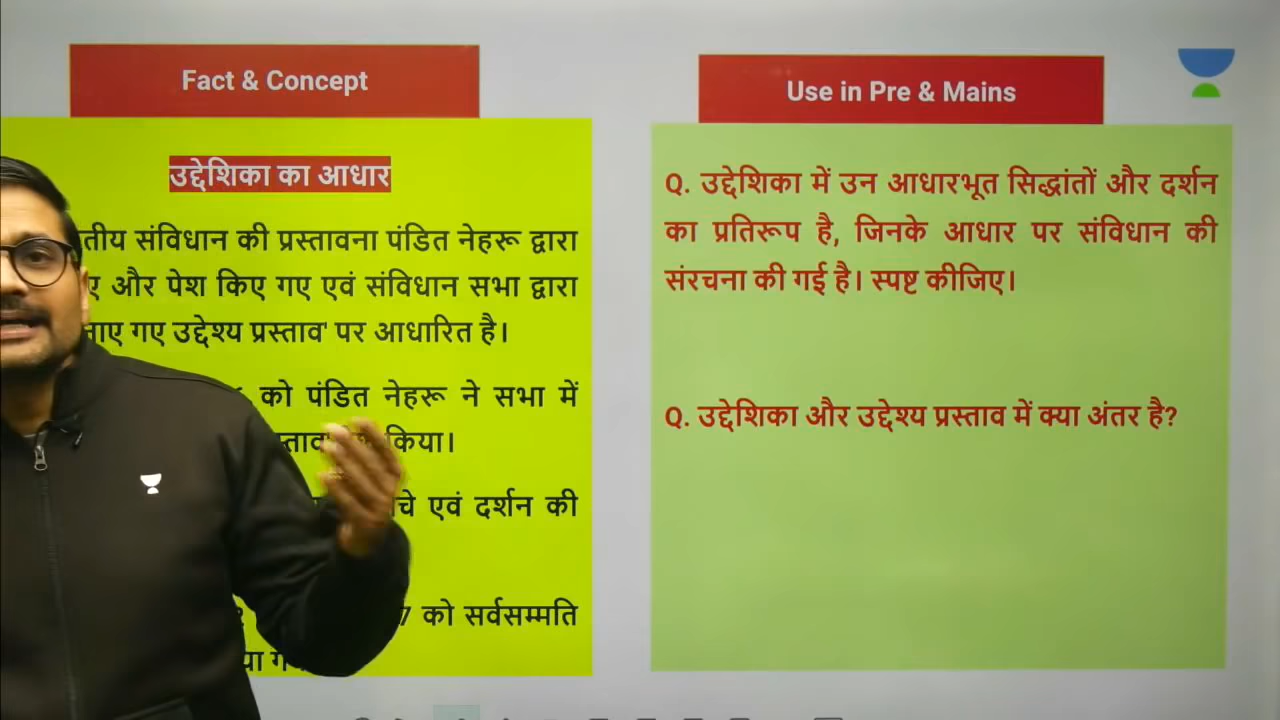 Fact & Concept
उद्देशिका का आधार
संविधान की प्रस्तावना पंडित नेहरू द्वारा
और पेश किए गए एवं संविधान सभा द्वारा
गए उद्देश्य प्रस्ताव' पर आधारित है।
को पंडित नेहरू ने सभा में
किया।
एवं दर्शन की
को सर्वसम्मति
Use in Pre & Mains
Q. उद्देशिका में उन आधारभूत सिद्धांतों और दर्शन
का प्रतिरूप है, जिनके आधार पर संविधान की
संरचना की गई है। स्पष्ट कीजिए।
Q. उद्देशिका और उद्देश्य प्रस्ताव में क्या अंतर है?